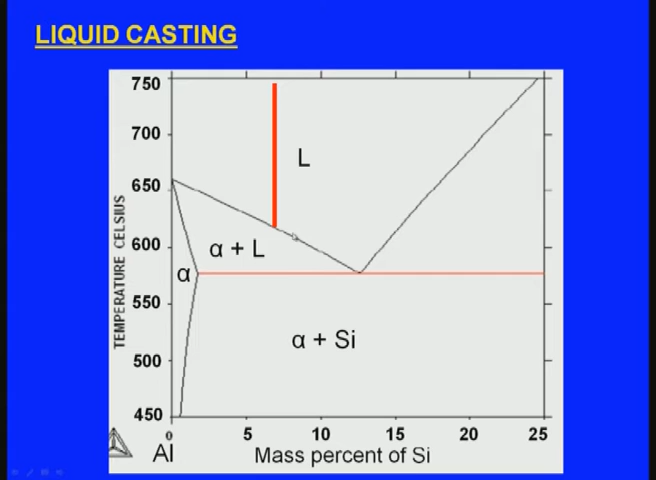 LIQUID CASTING
750
700
650
600
550
500
450
TEMPERATURE CELSIUS
L
α + L
α
α + Si
0 5 10 15 20 25
Al Mass percent of Si